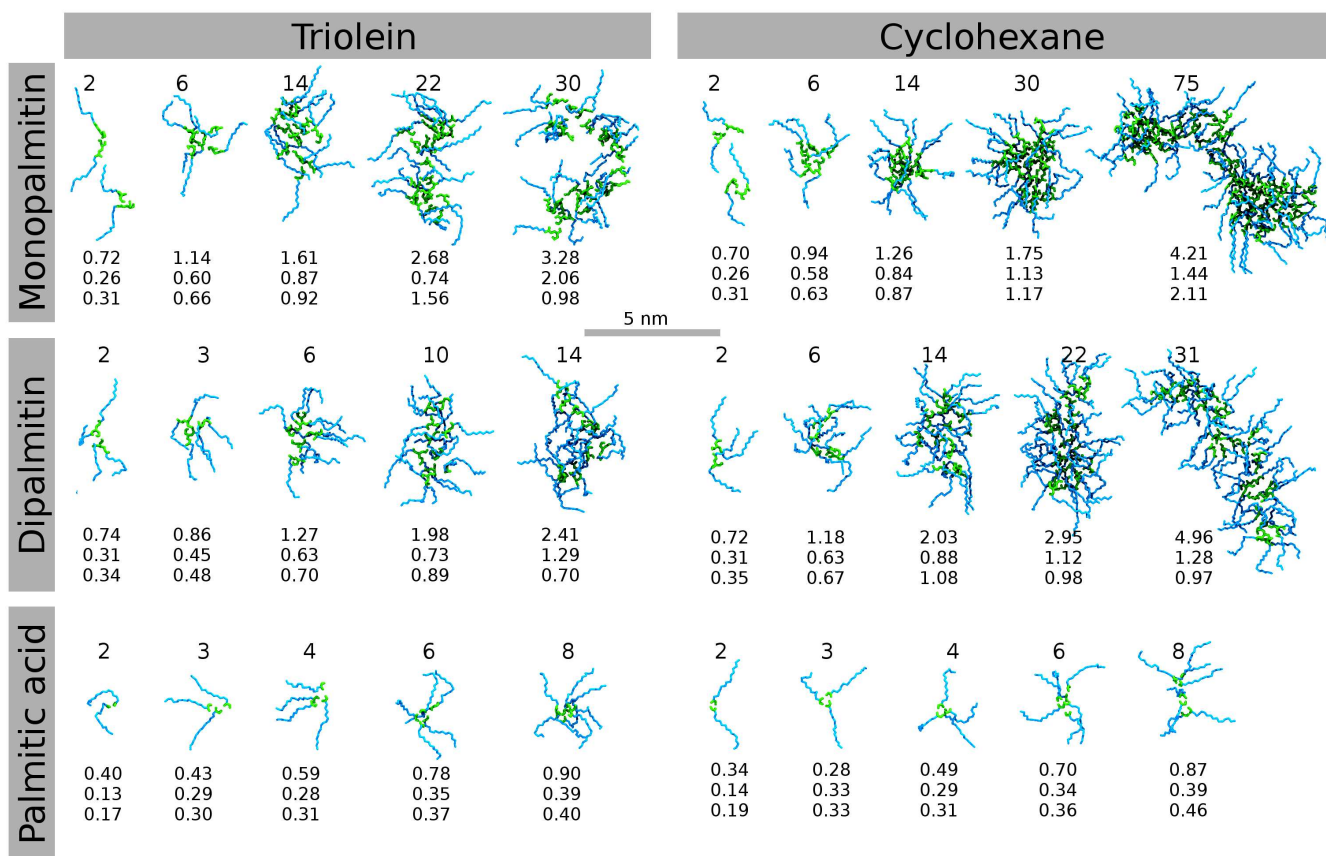 Triolein Cyclohexane
Monopalmitin
2 6 14 22 30 2 6 14 30 75
0.72 1.14 1.61 2.68 3.28 0.70 0.94 1.26 1.75 4.21
0.26 0.60 0.87 0.74 2.06 0.26 0.58 0.84 1.13 1.44
0.31 0.66 0.92 1.56 0.98 0.31 0.63 0.87 1.17 2.11
5 nm
Dipalmitin
2 3 6 10 14 2 6 14 22 31
0.74 0.86 1.27 1.98 2.41 0.72 1.18 2.03 2.95 4.96
0.31 0.45 0.63 0.73 1.29 0.31 0.63 0.88 1.12 1.28
0.34 0.48 0.70 0.89 0.70 0.35 0.67 1.08 0.98 0.97
Palmitic acid
2 3 4 6 8 2 3 4 6 8
0.40 0.43 0.59 0.78 0.90 0.34 0.28 0.49 0.70 0.87
0.13 0.29 0.28 0.35 0.39 0.14 0.33 0.29 0.34 0.39
0.17 0.30 0.31 0.37 0.40 0.19 0.33 0.31 0.36 0.46